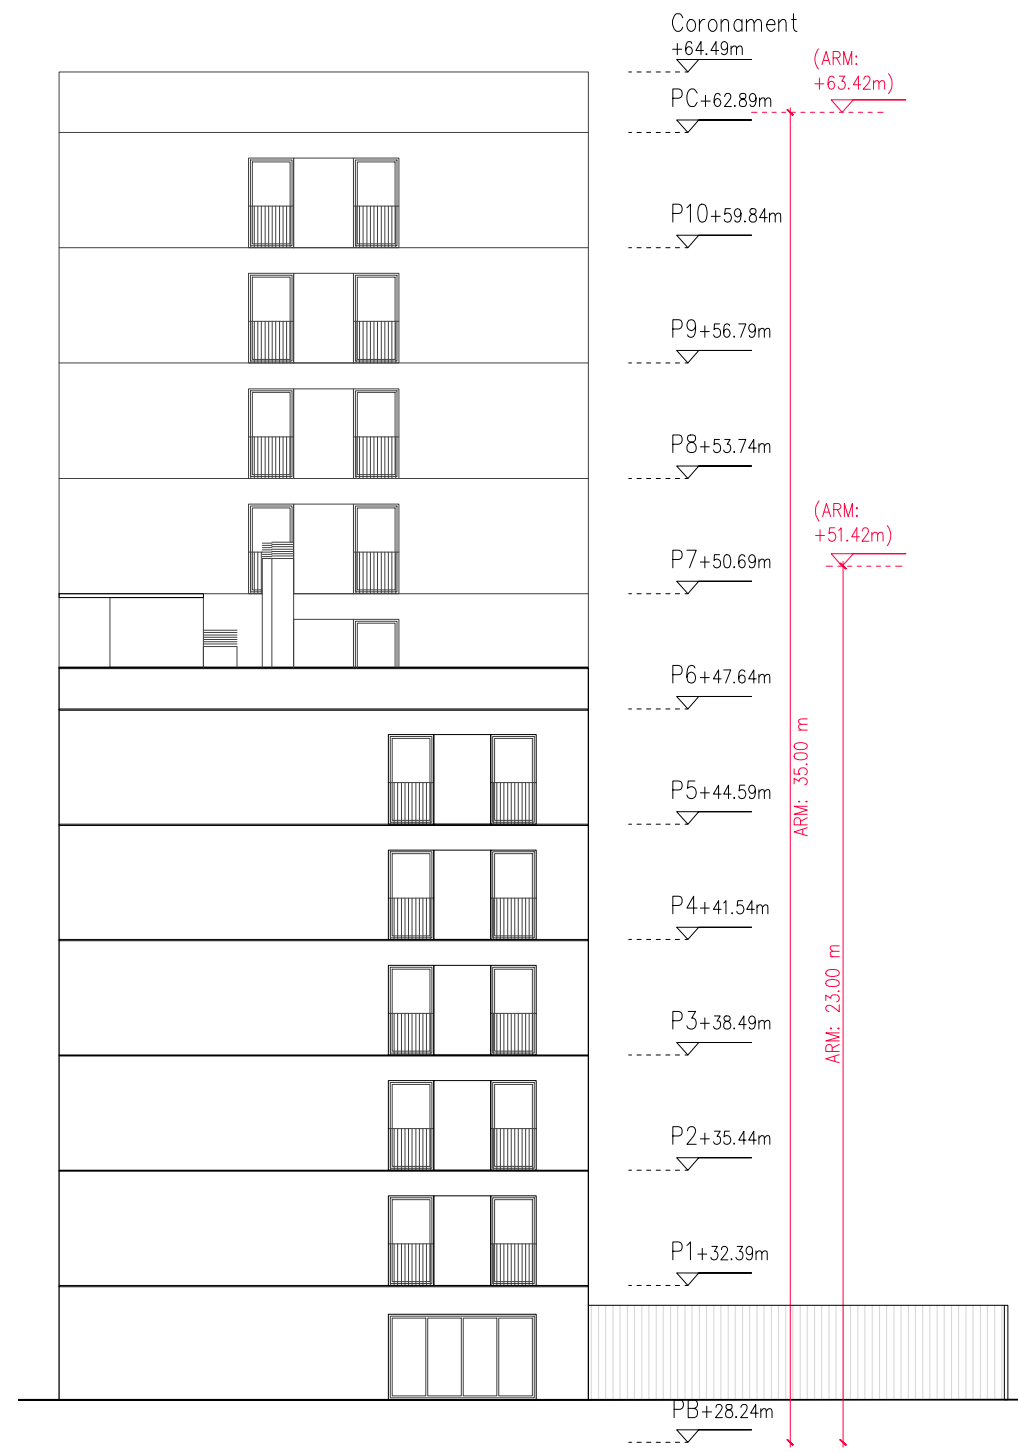 Coronament
+64.49m
(ARM:
+63.42m)
PC+62.89m
P10+59.84m
P9+56.79m
P8+53.74m
(ARM:
+51.42m)
P7+50.69m
P6+47.64m
ARM: 35.00 m
P5+44.59m
P4+41.54m
ARM: 23.00 m
P3+38.49m
P2+35.44m
P1+32.39m
PB+28.24m